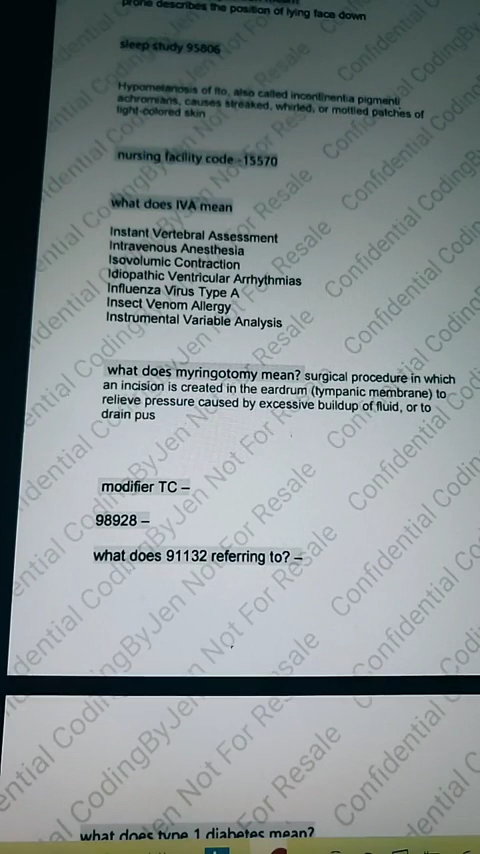 prone describes the position of lying face down
sleep study 95806
Hypomelanosis of Ito, also called incontinentia pigmenti
achromians, causes streaked, whirled, or mottled patches of
light-colored skin
nursing facility code -15570
what does IVA mean
Instant Vertebral Assessment
Intravenous Anesthesia
Isovolumic Contraction
Idiopathic Ventricular Arrhythmias
Influenza Virus Type A
Insect Venom Allergy
Instrumental Variable Analysis
what does myringotomy mean? surgical procedure in which
an incision is created in the eardrum (tympanic membrane) to
relieve pressure caused by excessive buildup of fluid, or to
drain pus
modifier TC –
98928 –
what does 91132 referring to? –
what does type 1 diabetes mean?
Confidential CodingByJen Not For Resale